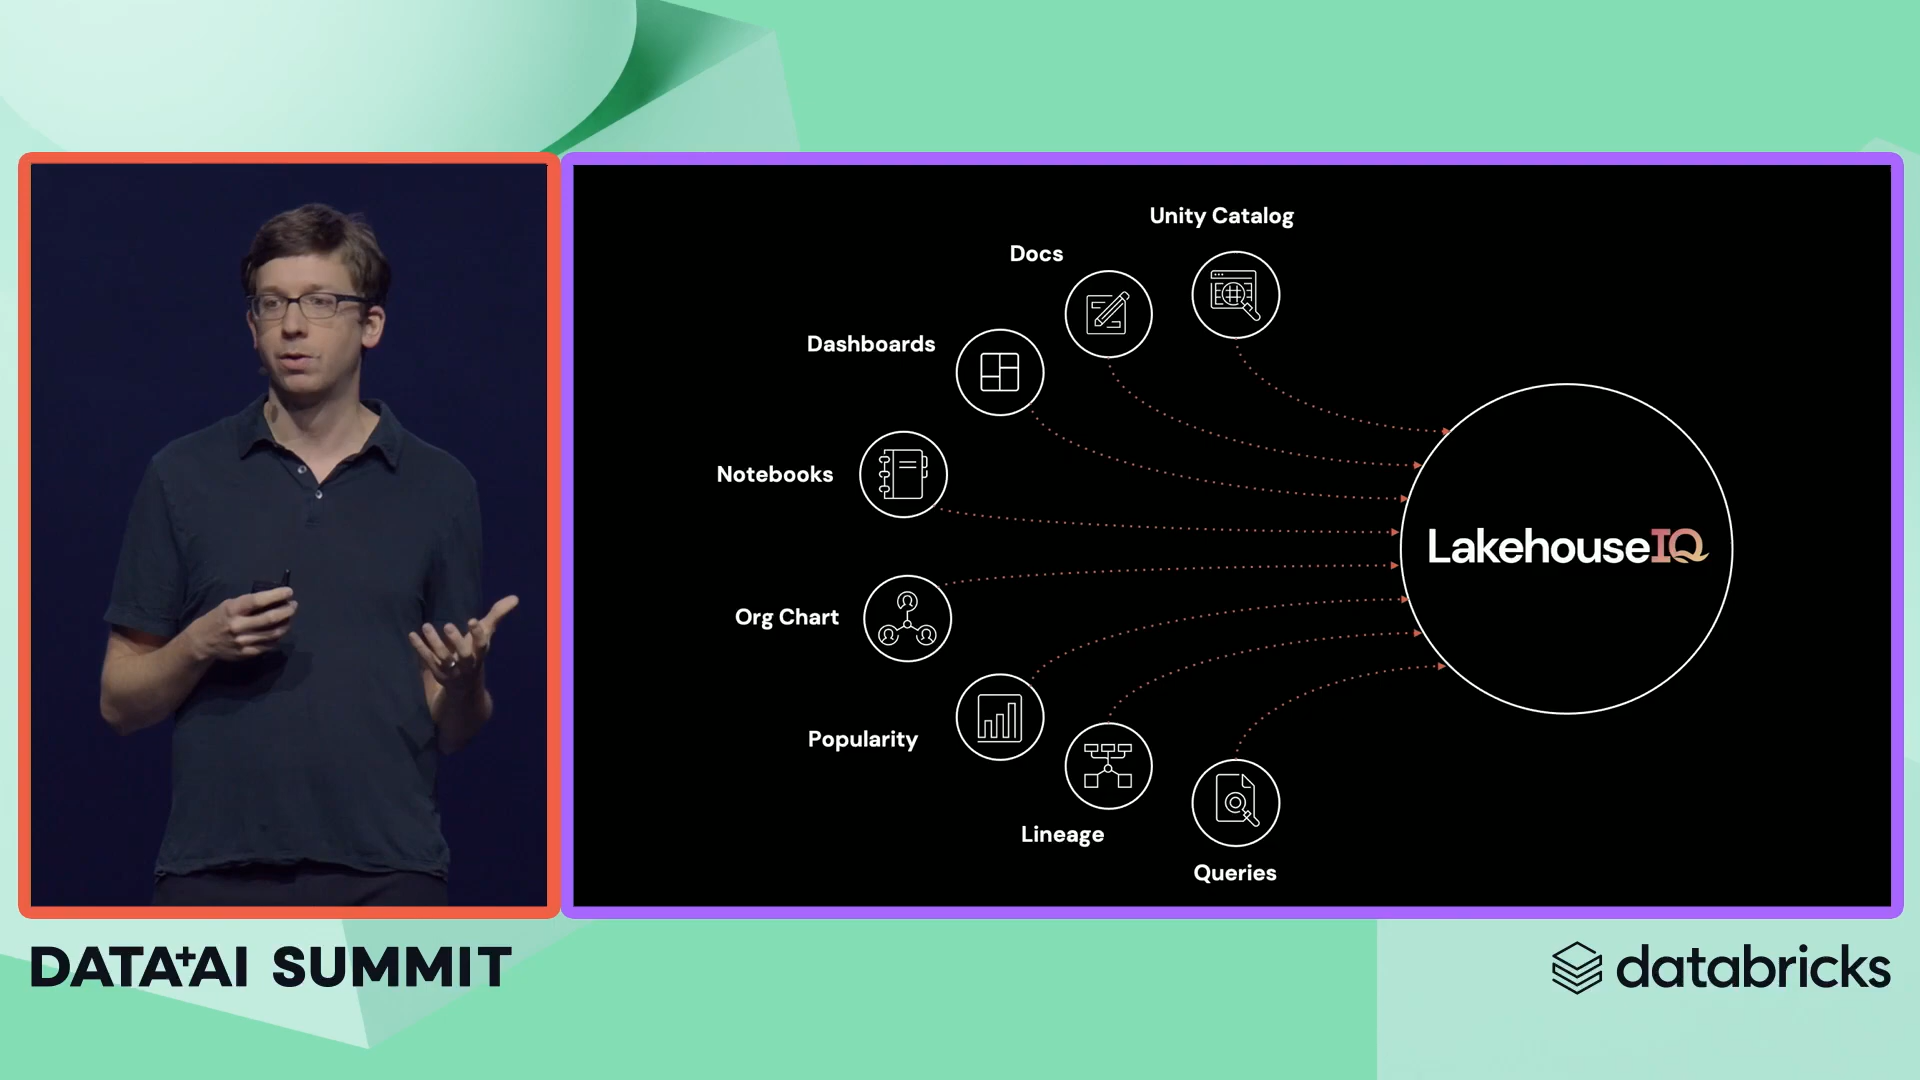 Unity Catalog
Docs
Dashboards
Notebooks
LakehouseIQ
Org Chart
Popularity
Lineage
Queries
DATA+AI SUMMIT
databricks